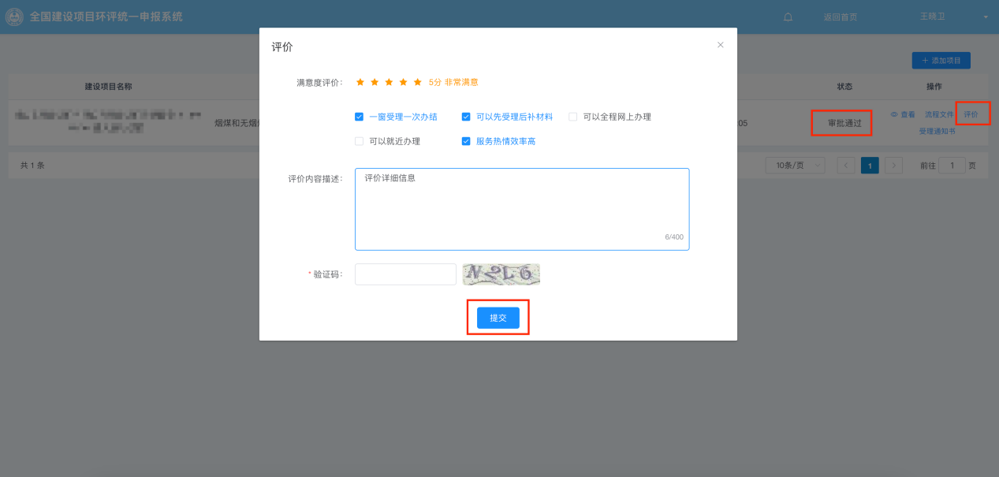 全国建设项目环评统一申报系统
返回首页
王晓卫
评价
+ 添加项目
满意度评价: 5分 非常满意
建设项目名称
状态
操作
一窗受理一次办结
可以先受理后补材料
可以全程网上办理
烟煤和无烟
05
审批通过
查看
流程文件
评价
受理通知书
可以就近办理
服务热情效率高
共 1 条
评价内容描述: 评价详细信息
10条/页
1
前往 1 页
6/400
* 验证码:
N2L6
提交